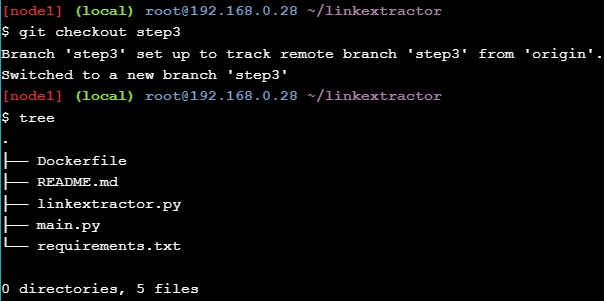 [node1] (local) root@192.168.0.28 ~/linkextractor
$ git checkout step3
Branch 'step3' set up to track remote branch 'step3' from 'origin'.
Switched to a new branch 'step3'
[node1] (local) root@192.168.0.28 ~/linkextractor
$ tree
.
├── Dockerfile
├── README.md
├── linkextractor.py
├── main.py
└── requirements.txt
0 directories, 5 files